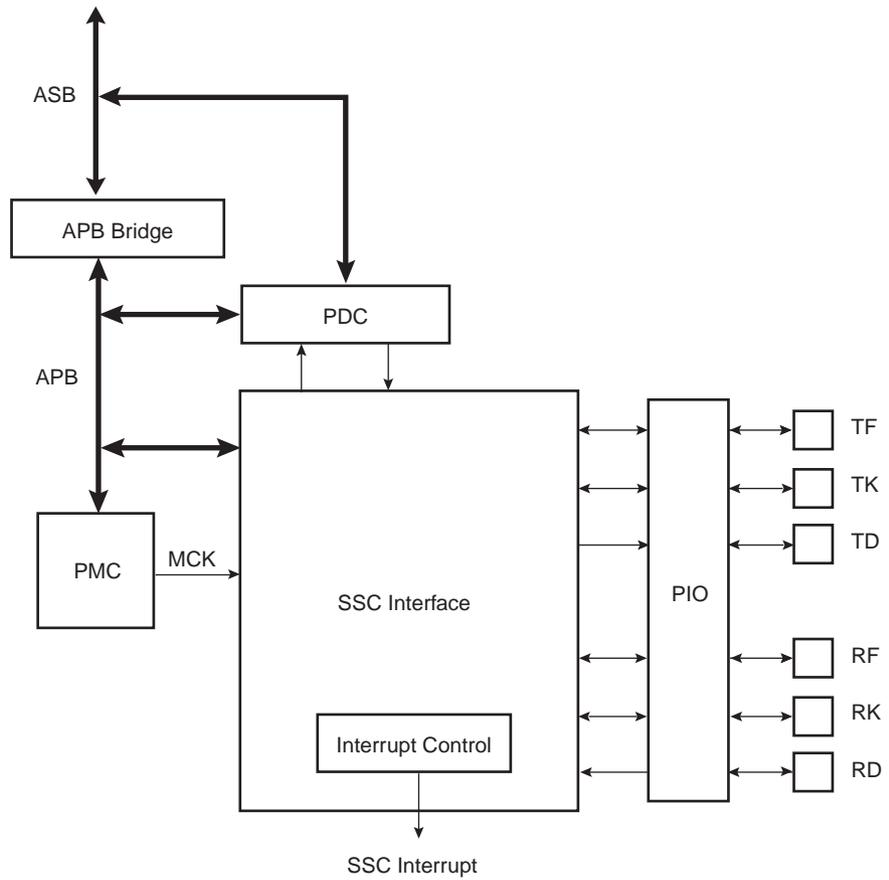 ASB
APB Bridge
PDC
APB
TF
TK
PMC
MCK
TD
SSC Interface
PIO
RF
RK
Interrupt Control
RD
SSC Interrupt